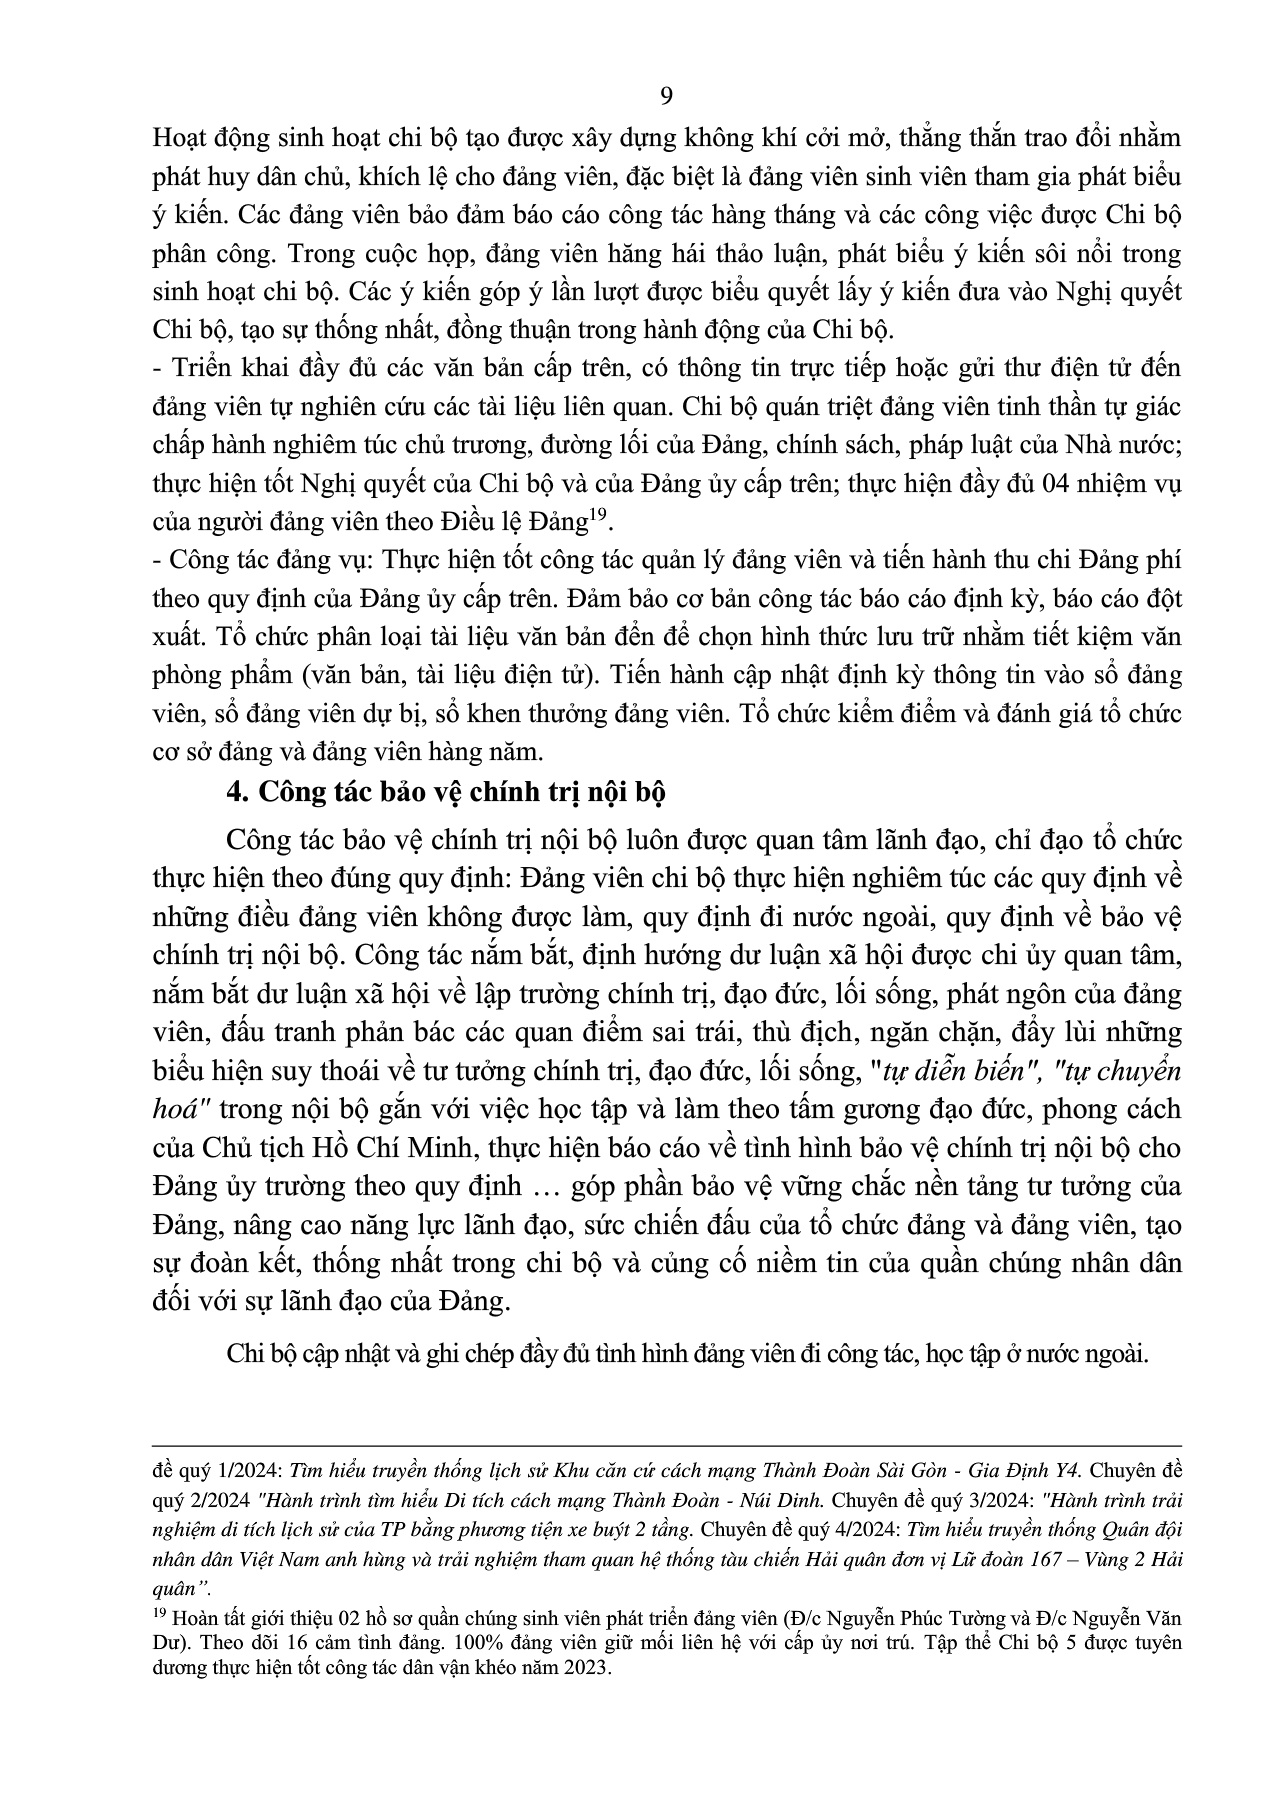 9
Hoạt động sinh hoạt chi bộ tạo được xây dựng không khí cởi mở, thẳng thắn trao đổi nhằm
phát huy dân chủ, khích lệ cho đảng viên, đặc biệt là đảng viên sinh viên tham gia phát biểu
ý kiến. Các đảng viên bảo đảm báo cáo công tác hàng tháng và các công việc được Chi bộ
phân công. Trong cuộc họp, đảng viên hăng hái thảo luận, phát biểu ý kiến sôi nổi trong
sinh hoạt chi bộ. Các ý kiến góp ý lần lượt được biểu quyết lấy ý kiến đưa vào Nghị quyết
Chi bộ, tạo sự thống nhất, đồng thuận trong hành động của Chi bộ.
- Triển khai đầy đủ các văn bản cấp trên, có thông tin trực tiếp hoặc gửi thư điện tử đến
đảng viên tự nghiên cứu các tài liệu liên quan. Chi bộ quán triệt đảng viên tinh thần tự giác
chấp hành nghiêm túc chủ trương, đường lối của Đảng, chính sách, pháp luật của Nhà nước;
thực hiện tốt Nghị quyết của Chi bộ và của Đảng ủy cấp trên; thực hiện đầy đủ 04 nhiệm vụ
của người đảng viên theo Điều lệ Đảng19.
- Công tác đảng vụ: Thực hiện tốt công tác quản lý đảng viên và tiến hành thu chi Đảng phí
theo quy định của Đảng ủy cấp trên. Đảm bảo cơ bản công tác báo cáo định kỳ, báo cáo đột
xuất. Tổ chức phân loại tài liệu văn bản đển để chọn hình thức lưu trữ nhằm tiết kiệm văn
phòng phẩm (văn bản, tài liệu điện tử). Tiến hành cập nhật định kỳ thông tin vào sổ đảng
viên, sổ đảng viên dự bị, sổ khen thưởng đảng viên. Tổ chức kiểm điểm và đánh giá tổ chức
cơ sở đảng và đảng viên hàng năm.
4. Công tác bảo vệ chính trị nội bộ
Công tác bảo vệ chính trị nội bộ luôn được quan tâm lãnh đạo, chỉ đạo tổ chức
thực hiện theo đúng quy định: Đảng viên chi bộ thực hiện nghiêm túc các quy định về
những điều đảng viên không được làm, quy định đi nước ngoài, quy định về bảo vệ
chính trị nội bộ. Công tác nắm bắt, định hướng dư luận xã hội được chi ủy quan tâm,
nắm bắt dư luận xã hội về lập trường chính trị, đạo đức, lối sống, phát ngôn của đảng
viên, đấu tranh phản bác các quan điểm sai trái, thù địch, ngăn chặn, đẩy lùi những
biểu hiện suy thoái về tư tưởng chính trị, đạo đức, lối sống, "tự diễn biến", "tự chuyển
hoá" trong nội bộ gắn với việc học tập và làm theo tấm gương đạo đức, phong cách
của Chủ tịch Hồ Chí Minh, thực hiện báo cáo về tình hình bảo vệ chính trị nội bộ cho
Đảng ủy trường theo quy định … góp phần bảo vệ vững chắc nền tảng tư tưởng của
Đảng, nâng cao năng lực lãnh đạo, sức chiến đấu của tổ chức đảng và đảng viên, tạo
sự đoàn kết, thống nhất trong chi bộ và củng cố niềm tin của quần chúng nhân dân
đối với sự lãnh đạo của Đảng.
Chi bộ cập nhật và ghi chép đầy đủ tình hình đảng viên đi công tác, học tập ở nước ngoài.
đề quý 1/2024: Tìm hiểu truyền thống lịch sử Khu căn cứ cách mạng Thành Đoàn Sài Gòn - Gia Định Y4. Chuyên đề
quý 2/2024 "Hành trình tìm hiểu Di tích cách mạng Thành Đoàn - Núi Dinh. Chuyên đề quý 3/2024: "Hành trình trải
nghiệm di tích lịch sử của TP bằng phương tiện xe buýt 2 tầng. Chuyên đề quý 4/2024: Tìm hiểu truyền thống Quân đội
nhân dân Việt Nam anh hùng và trải nghiệm tham quan hệ thống tàu chiến Hải quân đơn vị Lữ đoàn 167 – Vùng 2 Hải
quân”.
19 Hoàn tất giới thiệu 02 hồ sơ quần chúng sinh viên phát triển đảng viên (Đ/c Nguyễn Phúc Tường và Đ/c Nguyễn Văn
Dư). Theo dõi 16 cảm tình đảng. 100% đảng viên giữ mối liên hệ với cấp ủy nơi trú. Tập thể Chi bộ 5 được tuyên
dương thực hiện tốt công tác dân vận khéo năm 2023.